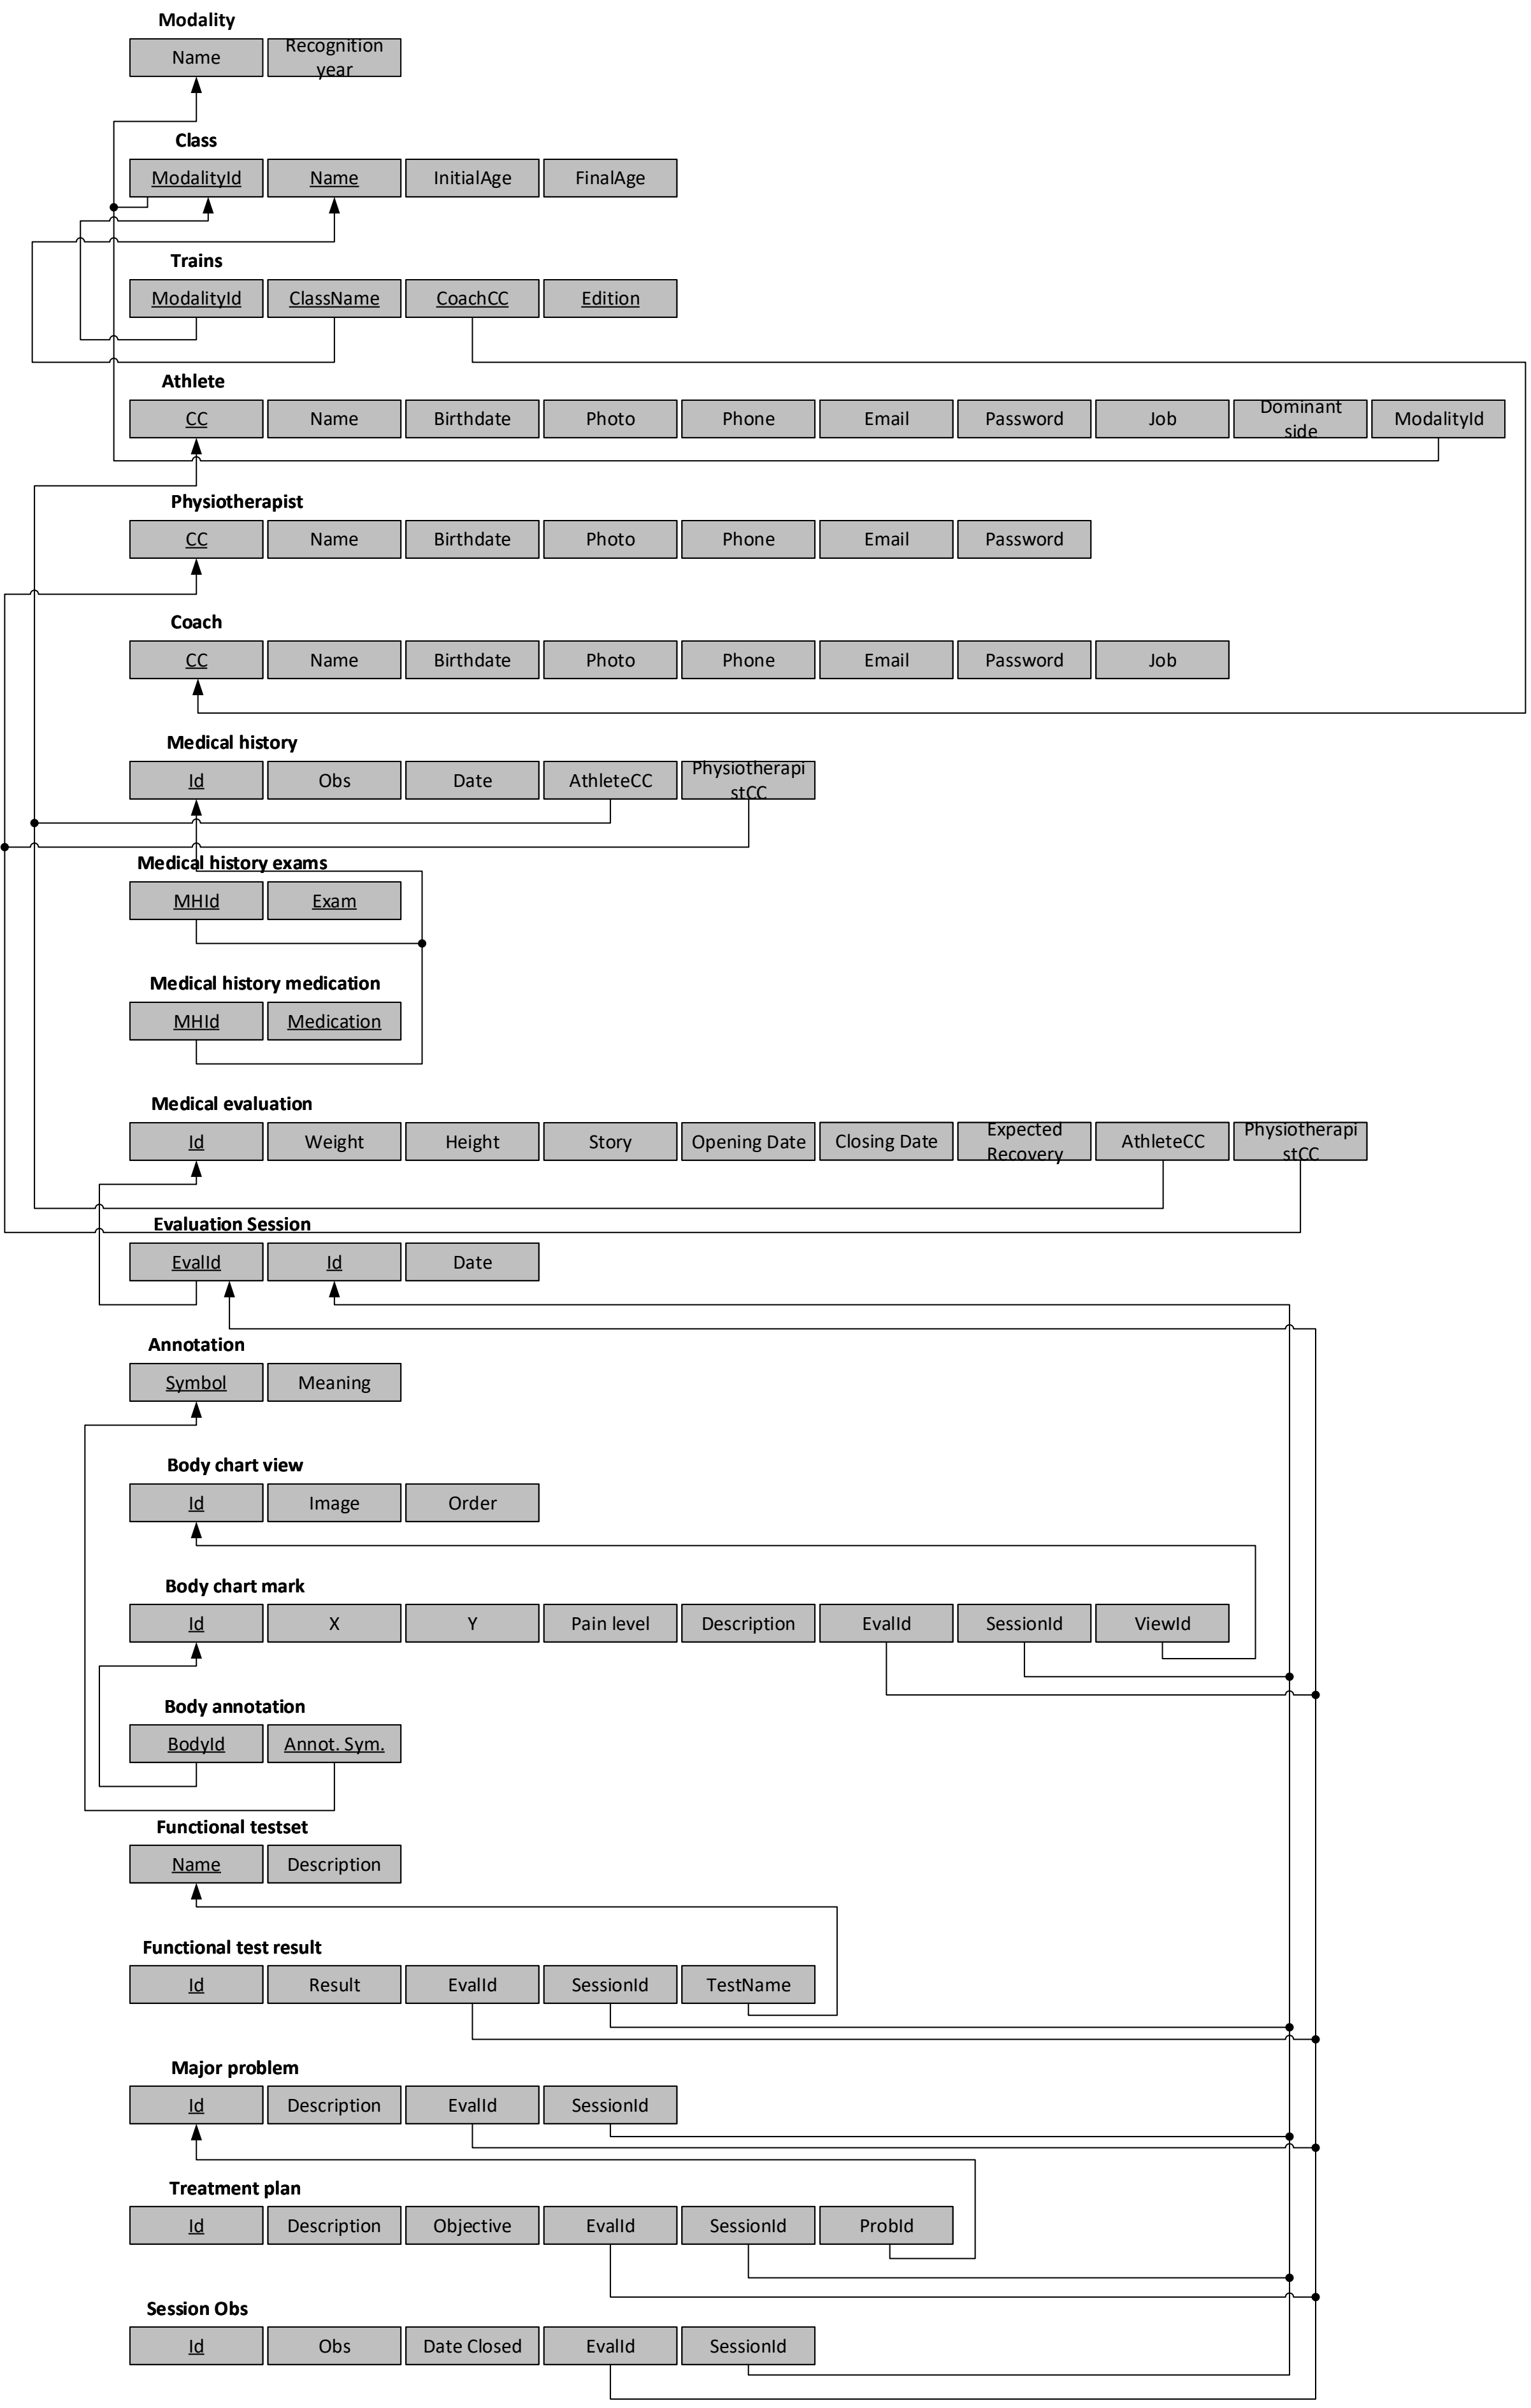 Modality
Name Recognition
year
Class
ModalityId Name InitialAge FinalAge
Trains
ModalityId ClassName CoachCC Edition
Athlete
CC Name Birthdate Photo Phone Email Password Job Dominant
side ModalityId
Physiotherapist
CC Name Birthdate Photo Phone Email Password
Coach
CC Name Birthdate Photo Phone Email Password Job
Medical history
Id Obs Date AthleteCC Physiotherapi
stCC
Medical history exams
MHId Exam
Medical history medication
MHId Medication
Medical evaluation
Id Weight Height Story Opening Date Closing Date Expected
Recovery AthleteCC Physiotherapi
stCC
Evaluation Session
EvalId Id Date
Annotation
Symbol Meaning
Body chart view
Id Image Order
Body chart mark
Id X Y Pain level Description EvalId SessionId ViewId
Body annotation
BodyId Annot. Sym.
Functional testset
Name Description
Functional test result
Id Result EvalId SessionId TestName
Major problem
Id Description EvalId SessionId
Treatment plan
Id Description Objective EvalId SessionId ProbId
Session Obs
Id Obs Date Closed EvalId SessionId